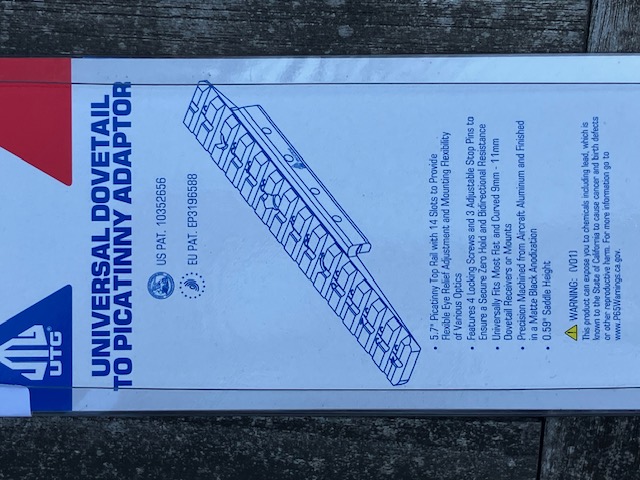 UTG®
UNIVERSAL DOVETAIL
TO PICATINNY ADAPTOR
US PAT. 10352656
EU PAT. EP3196588
• 5.7" Picatinny Top Rail with 14 Slots to Provide
Flexible Eye Relief Adjustment and Mounting Flexibility
of Various Optics
• Features 4 Locking Screws and 3 Adjustable Stop Pins to
Ensure a Secure Zero Hold and Bidirectional Resistance
• Universally Fits Most Flat and Curved 9mm - 11mm
Dovetail Receivers or Mounts
• Precision Machined from Aircraft Aluminum and Finished
in a Matte Black Anodization
• 0.59" Saddle Height
WARNING: (V01)
This product can expose you to chemicals including lead, which is
known to the State of California to cause cancer and birth defects
or other reproductive harm. For more information go to
www.P65Warnings.ca.gov.